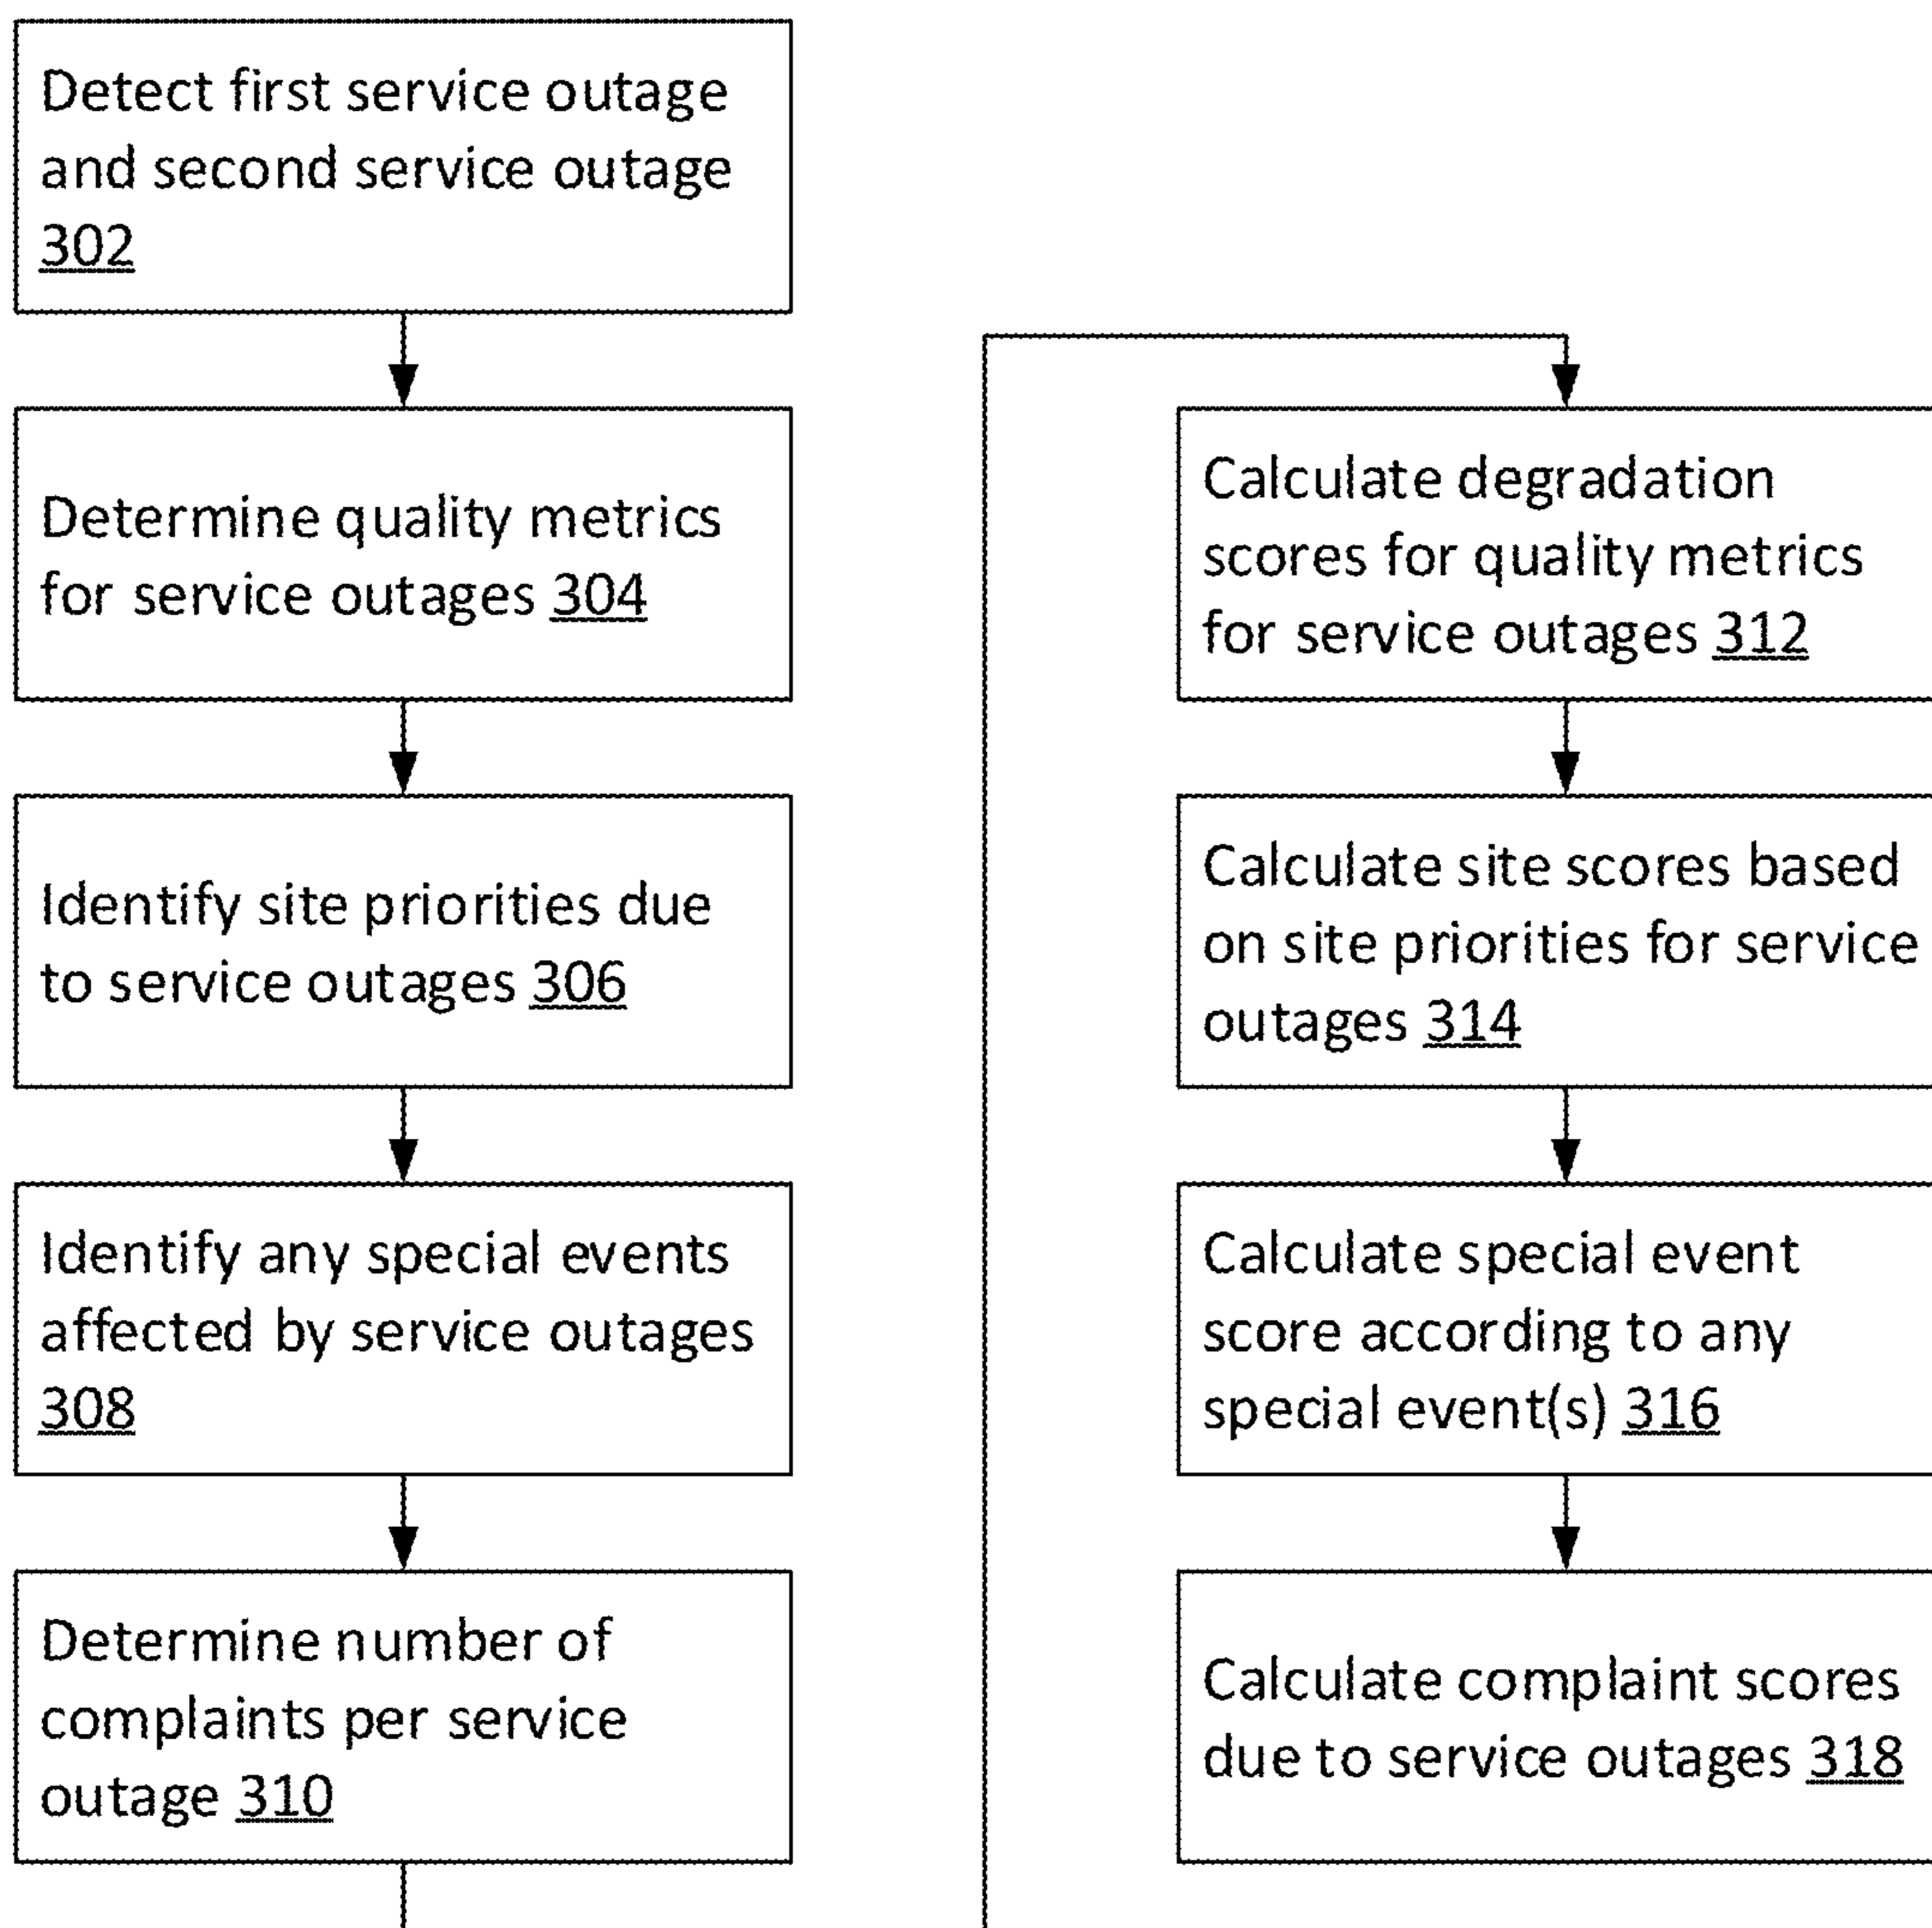 Detect first service outage
and second service outage
302
Determine quality metrics
for service outages 304
Identify site priorities due
to service outages 306
Identify any special events
affected by service outages
308
Determine number of
complaints per service
outage 310
Calculate degradation
scores for quality metrics
for service outages 312
Calculate site scores based
on site priorities for service
outages 314
Calculate special event
score according to any
special event(s) 316
Calculate complaint scores
due to service outages 318